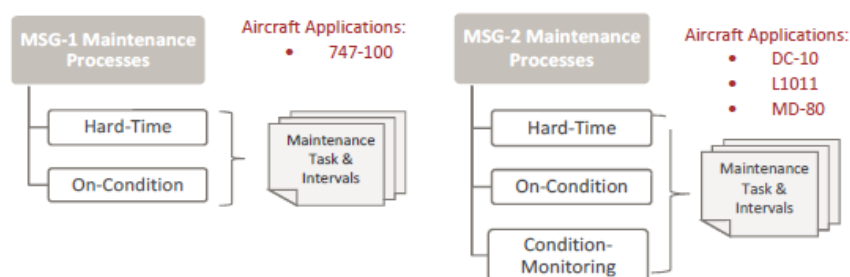 MSG-1 Maintenance
Processes
Aircraft Applications:
• 747-100
Hard-Time
On-Condition
Maintenance
Task &
Intervals
MSG-2 Maintenance
Processes
Aircraft Applications:
• DC-10
• L1011
• MD-80
Hard-Time
On-Condition
Condition-
Monitoring
Maintenance
Task &
Intervals